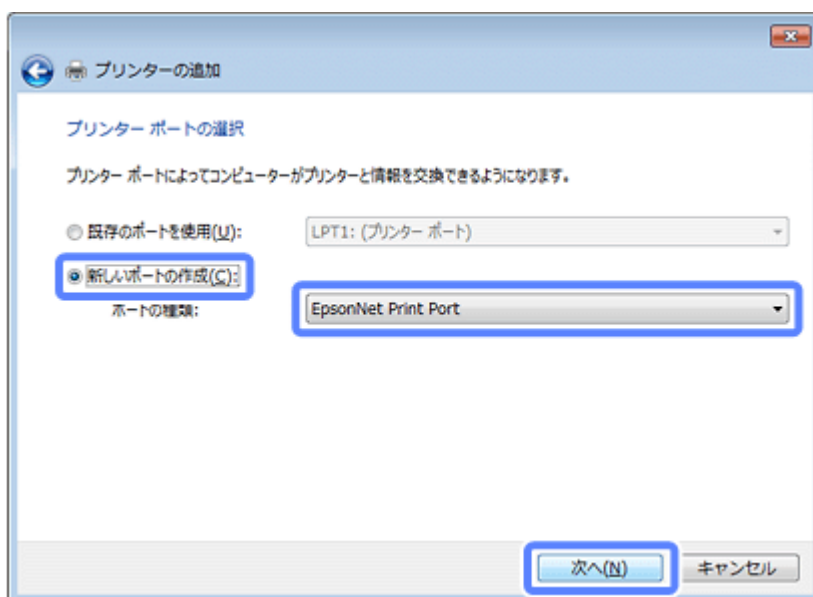 プリンターの追加
プリンター ポートの選択
プリンター ポートによってコンピューターがプリンターと情報を交換できるようになります。
既存のポートを使用(U): LPT1: (プリンター ポート)
新しいポートの作成(C):
ポートの種類: EpsonNet Print Port
次へ(N) キャンセル